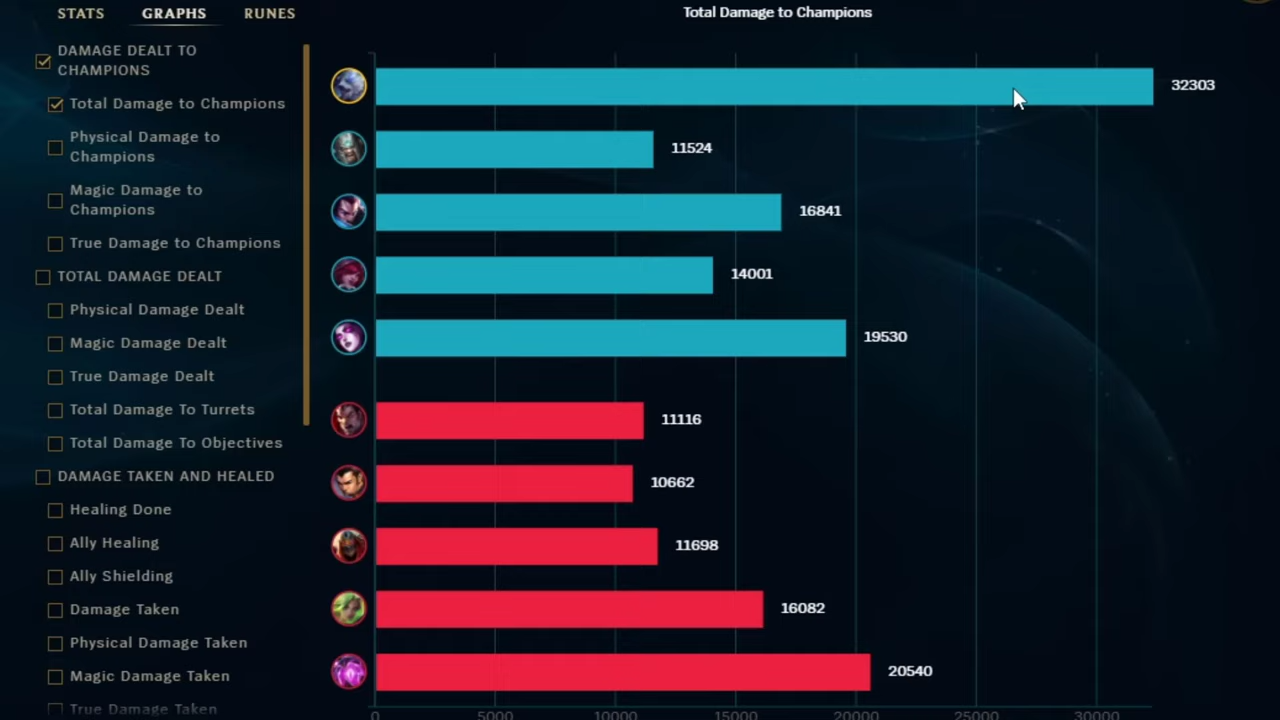 STATS GRAPHS RUNES
Total Damage to Champions
DAMAGE DEALT TO
CHAMPIONS
Total Damage to Champions
Physical Damage to
Champions
Magic Damage to
Champions
True Damage to Champions
TOTAL DAMAGE DEALT
Physical Damage Dealt
Magic Damage Dealt
True Damage Dealt
Total Damage To Turrets
Total Damage To Objectives
DAMAGE TAKEN AND HEALED
Healing Done
Ally Healing
Ally Shielding
Damage Taken
Physical Damage Taken
Magic Damage Taken
True Damage Taken
32303
11524
16841
14001
19530
11116
10662
11698
16082
20540
0 5000 10000 15000 20000 25000 30000